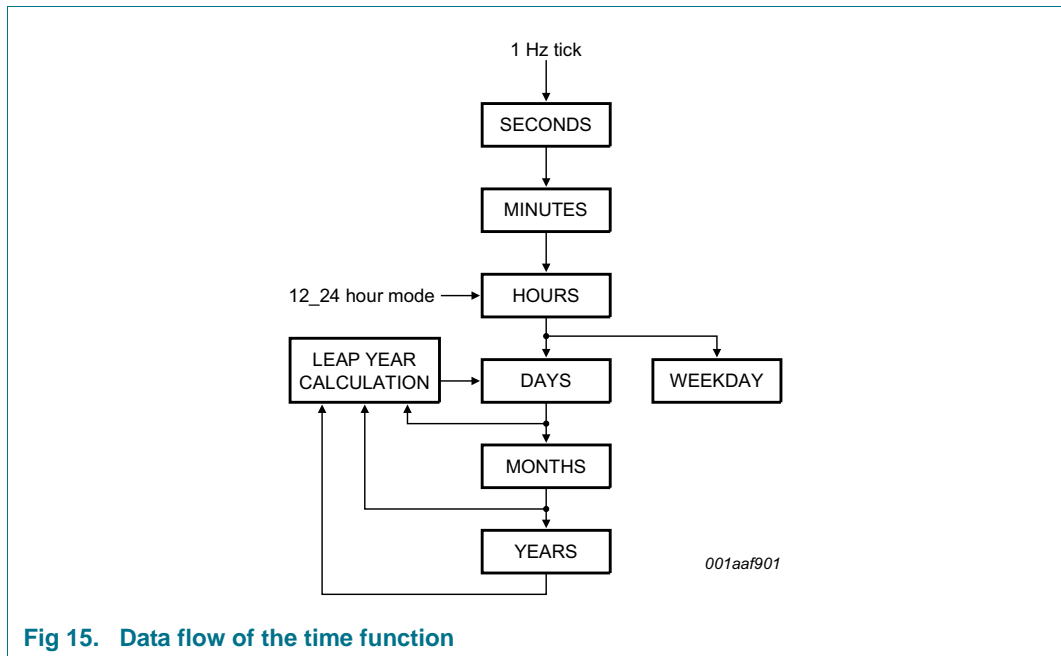 1 Hz tick
SECONDS
MINUTES
12_24 hour mode
HOURS
LEAP YEAR
CALCULATION
DAYS
WEEKDAY
MONTHS
YEARS
001aaf901
Fig 15. Data flow of the time function